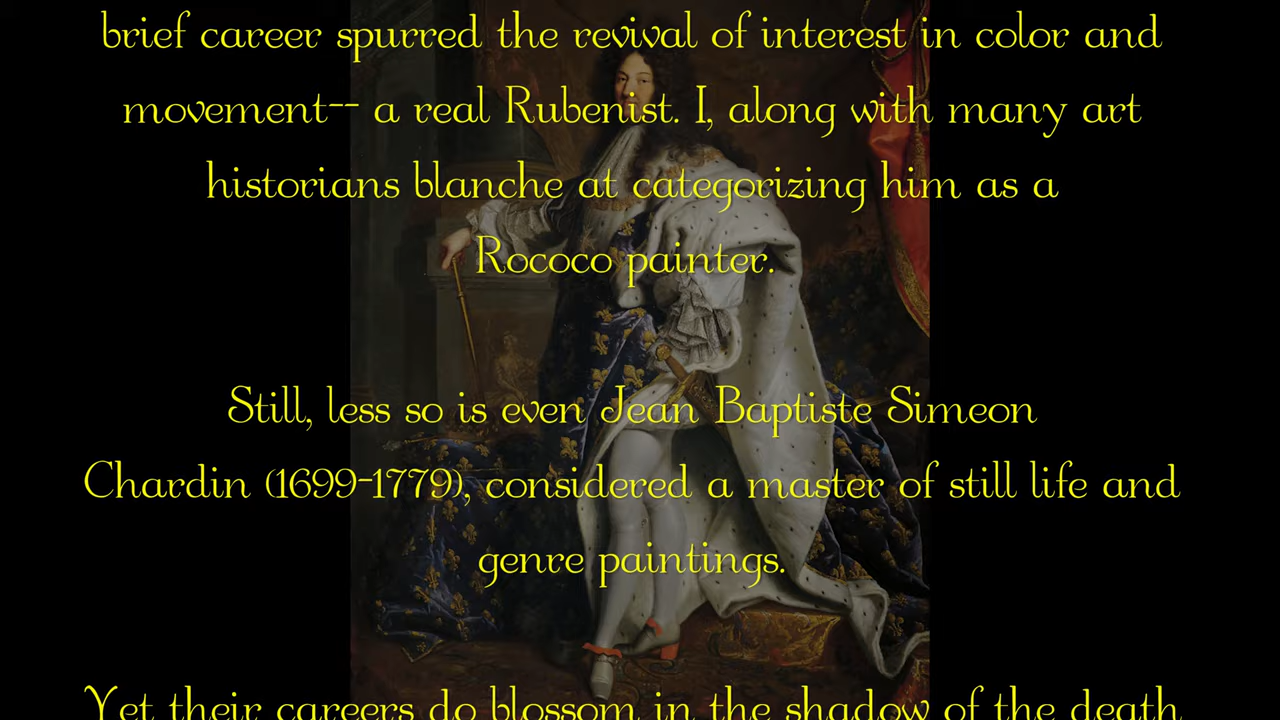 brief career spurred the revival of interest in color and
movement-- a real Rubenist. I, along with many art
historians blanche at categorizing him as a
Rococo painter.
Still, less so is even Jean Baptiste Simeon
Chardin (1699-1779), considered a master of still life and
genre paintings.
Yet their careers do blossom in the shadow of the death